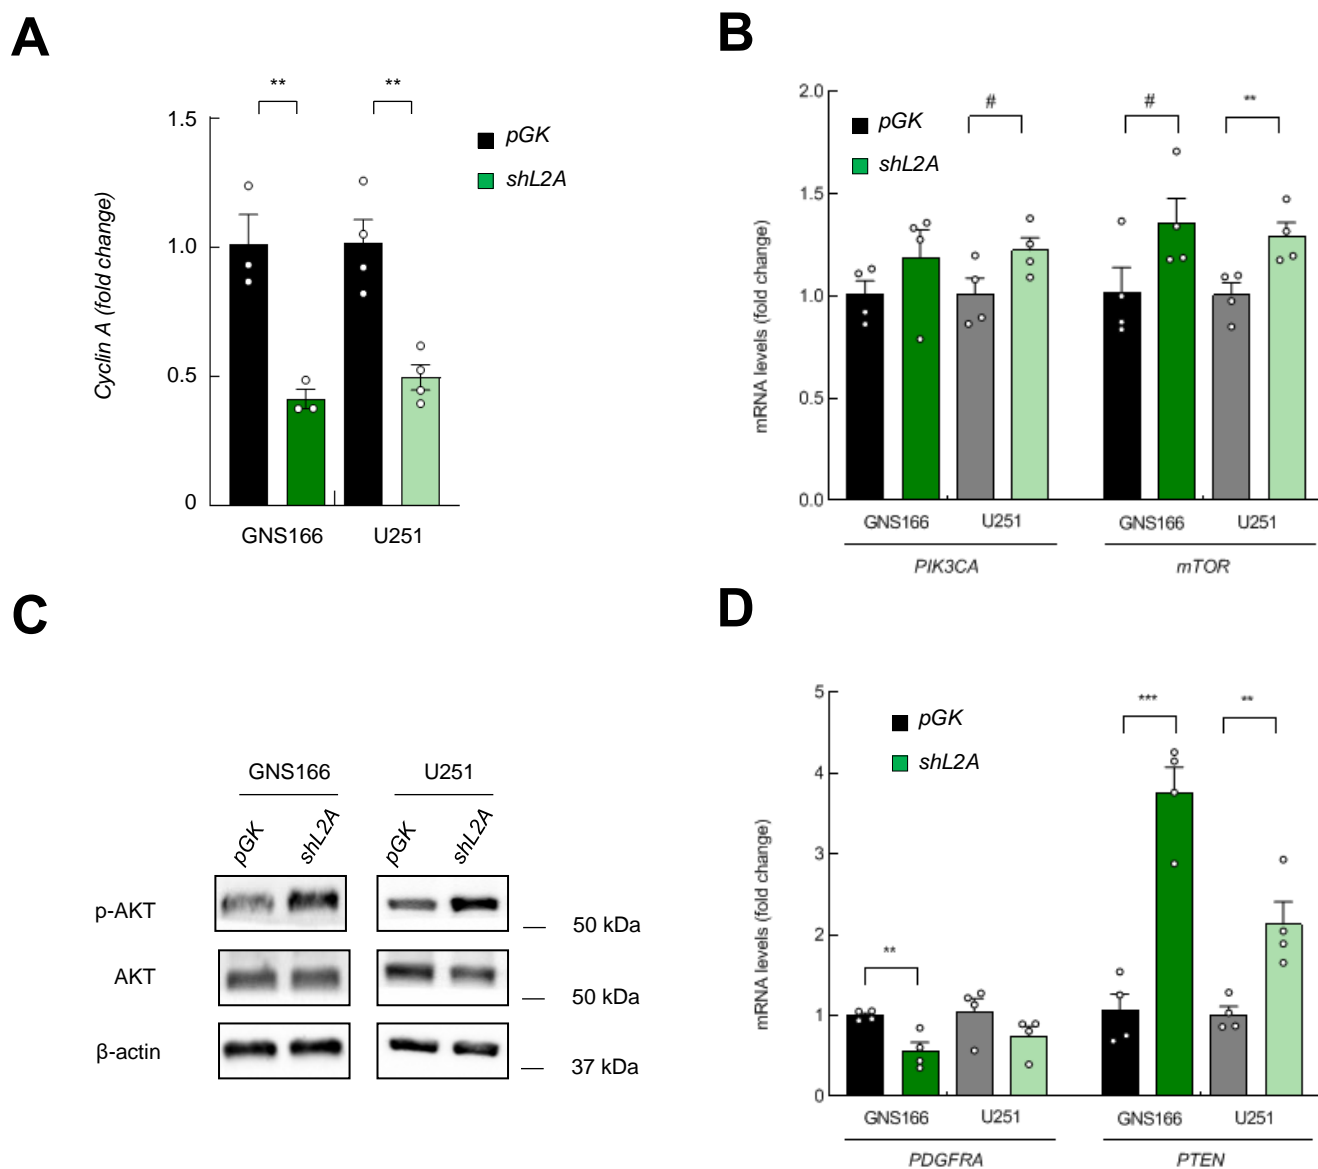 A
**
**
1.5
1.0
0.5
0
Cyclin A (fold change)
pGK
shL2A
GNS166
U251
B
2.0
1.5
1.0
0.5
0.0
mRNA levels (fold change)
pGK
shL2A
#
#
**
GNS166
U251
GNS166
U251
PIK3CA
mTOR
C
GNS166
U251
pGK
shL2A
pGK
shL2A
p-AKT
50 kDa
AKT
50 kDa
β-actin
37 kDa
D
5
4
3
2
1
0
mRNA levels (fold change)
pGK
shL2A
**
***
**
GNS166
U251
GNS166
U251
PDGFRA
PTEN